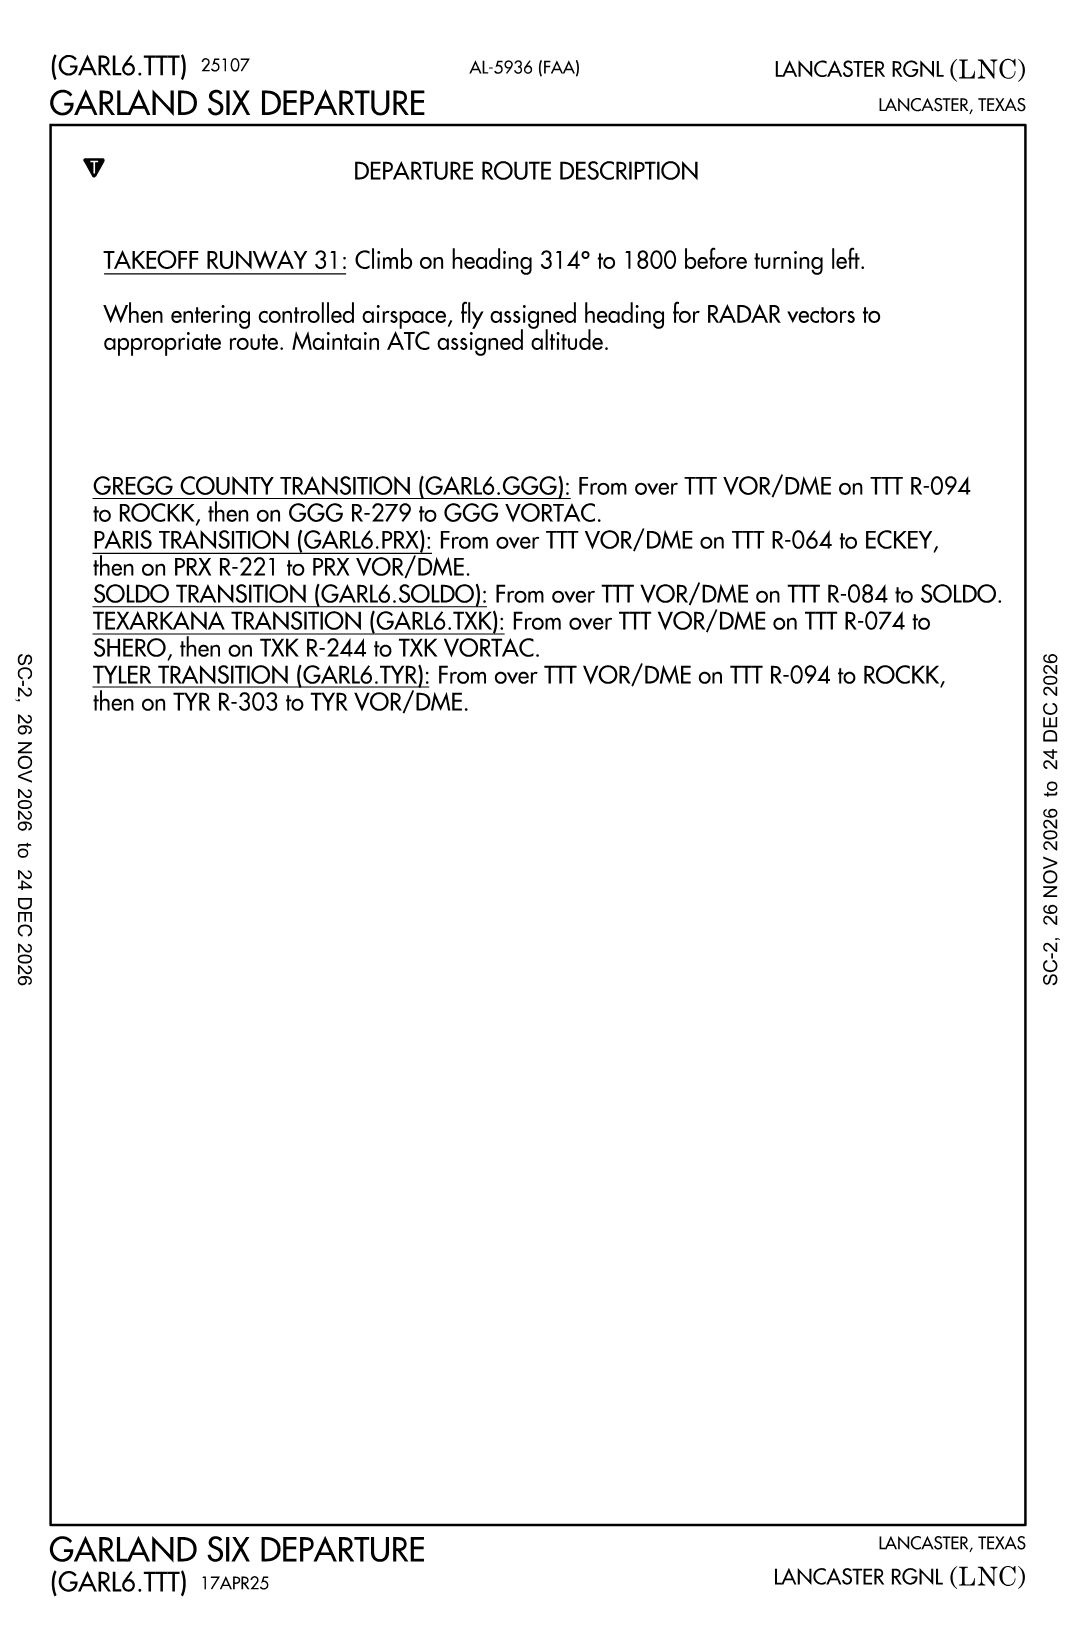 (GARL6.TTT) 25107
AL-5936 (FAA)
LANCASTER RGNL (LNC)
GARLAND SIX DEPARTURE
LANCASTER, TEXAS
T
DEPARTURE ROUTE DESCRIPTION
TAKEOFF RUNWAY 31: Climb on heading 314° to 1800 before turning left.
When entering controlled airspace, fly assigned heading for RADAR vectors to
appropriate route. Maintain ATC assigned altitude.
GREGG COUNTY TRANSITION (GARL6.GGG): From over TTT VOR/DME on TTT R-094
to ROCKK, then on GGG R-279 to GGG VORTAC.
PARIS TRANSITION (GARL6.PRX): From over TTT VOR/DME on TTT R-064 to ECKEY,
then on PRX R-221 to PRX VOR/DME.
SOLDO TRANSITION (GARL6.SOLDO): From over TTT VOR/DME on TTT R-084 to SOLDO.
TEXARKANA TRANSITION (GARL6.TXK): From over TTT VOR/DME on TTT R-074 to
SHERO, then on TXK R-244 to TXK VORTAC.
TYLER TRANSITION (GARL6.TYR): From over TTT VOR/DME on TTT R-094 to ROCKK,
then on TYR R-303 to TYR VOR/DME.
SC-2, 26 NOV 2026 to 24 DEC 2026
SC-2, 26 NOV 2026 to 24 DEC 2026
GARLAND SIX DEPARTURE
LANCASTER, TEXAS
(GARL6.TTT) 17APR25
LANCASTER RGNL (LNC)